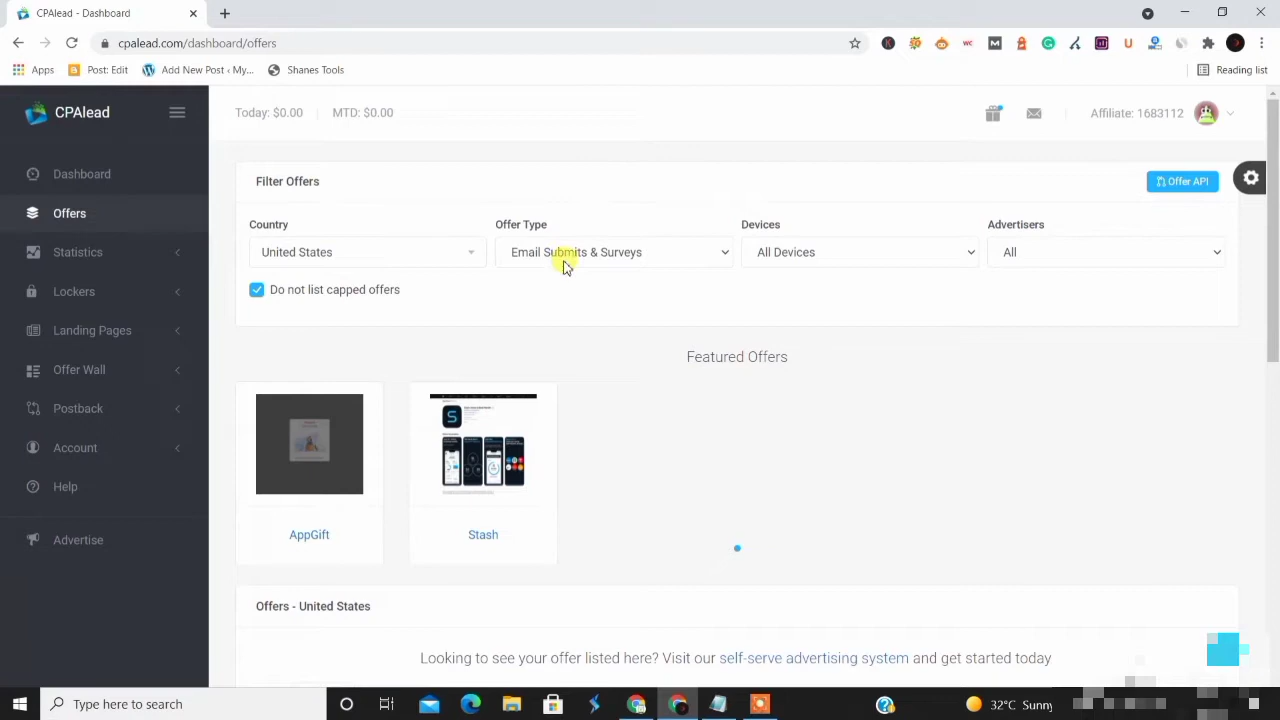 CPAlead
cpalead.com/dashboard/offers
Apps Post: Edit Add New Post ‹ My... Shanes Tools Reading list
CPAlead
Today: $0.00 MTD: $0.00 Affiliate: 1683112
Dashboard
Offers
Statistics
Lockers
Landing Pages
Offer Wall
Postback
Account
Help
Advertise
Filter Offers Offer API
Country Offer Type Devices Advertisers
United States Email Submits & Surveys All Devices All
Do not list capped offers
Featured Offers
AppGift Stash
Offers - United States
Looking to see your offer listed here? Visit our self-serve advertising system and get started today
Type here to search 32°C Sunny